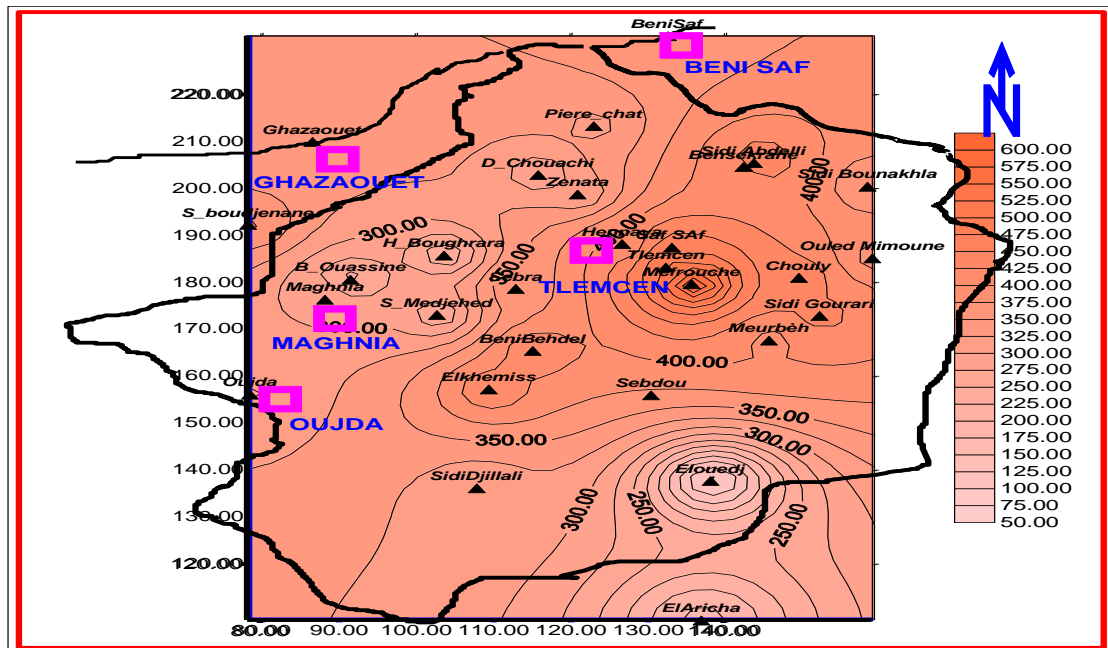 BeniSaf
BENI SAF
N
220.00
Piere_chat
210.00
Ghazaouet
600.00
575.00
550.00
525.00
500.00
475.00
450.00
425.00
400.00
375.00
350.00
325.00
300.00
275.00
250.00
225.00
200.00
175.00
150.00
125.00
100.00
75.00
50.00
Sidi Abdelli
Bensekrane
D_Chouachi
400.00
Sidi Bounakhla
GHAZAOUET
200.00
Zenata
S_boudjenane
300.00
190.00
H_Boughrara
Hennaya
Saf SAf
Ouled Mimoune
350.00
Tlemcen
B_Ouassine
Mefrouche
Chouly
180.00
Maghnia
TLEMCEN
S_Medjehed
Sidi Gourari
170.00
MAGHNIA
Meurbèh
BeniBehdel
400.00
160.00
Oujda
Elkhemiss
Sebdou
OUJDA
150.00
350.00
350.00
300.00
140.00
SidiDjillali
Elouedj
130.00
300.00
250.00
250.00
120.00
ElAricha
80.00
90.00
100.00
110.00
120.00
130.00
140.00